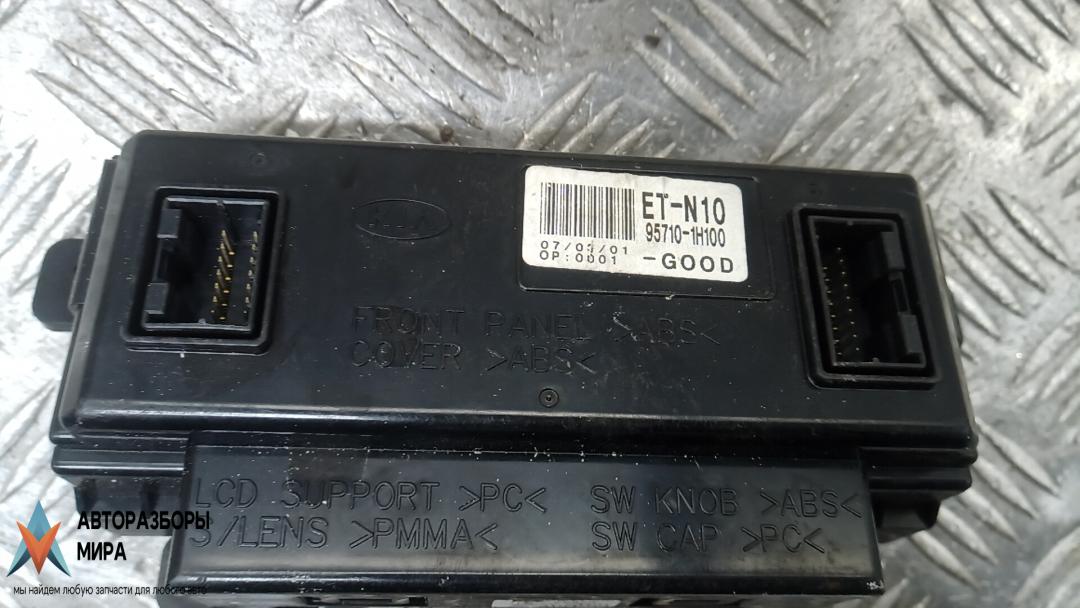 KIA
ET-N10
95710-1H100
07/03/01
OP:0001 -GOOD
FRONT PANEL >ABS<
COVER >ABS<
LCD SUPPORT >PC< SW KNOB >ABS<
S/LENS >PMMA< SW CAP >PC<
АВТОРАЗБОРЫ
МИРА
мы найдем любую запчасти для любого авто